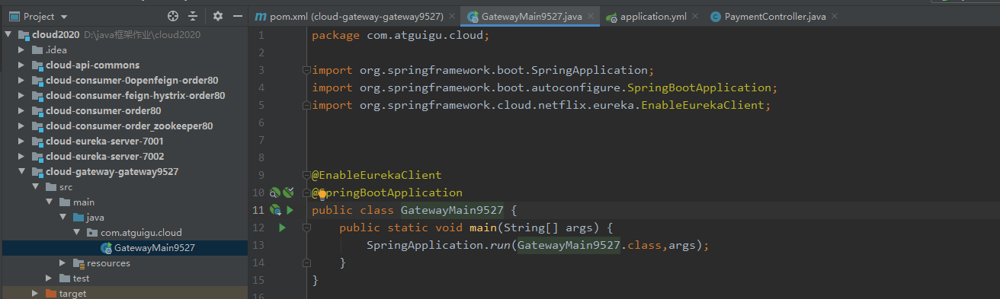 Project
pom.xml (cloud-gateway-gateway9527)
GatewayMain9527.java
application.yml
PaymentController.java
cloud2020 D:\java框架作业\cloud2020
.idea
cloud-api-commons
cloud-consumer-0openfeign-order80
cloud-consumer-feign-hystrix-order80
cloud-consumer-order80
cloud-consumer-order_zookeeper80
cloud-eureka-server-7001
cloud-eureka-server-7002
cloud-gateway-gateway9527
src
main
java
com.atguigu.cloud
GatewayMain9527
resources
test
target
1 package com.atguigu.cloud;
2
3 import org.springframework.boot.SpringApplication;
4 import org.springframework.boot.autoconfigure.SpringBootApplication;
5 import org.springframework.cloud.netflix.eureka.EnableEurekaClient;
6
7
8
9 @EnableEurekaClient
10 @SpringBootApplication
11 public class GatewayMain9527 {
12 public static void main(String[] args) {
13 SpringApplication.run(GatewayMain9527.class,args);
14 }
15 }
16